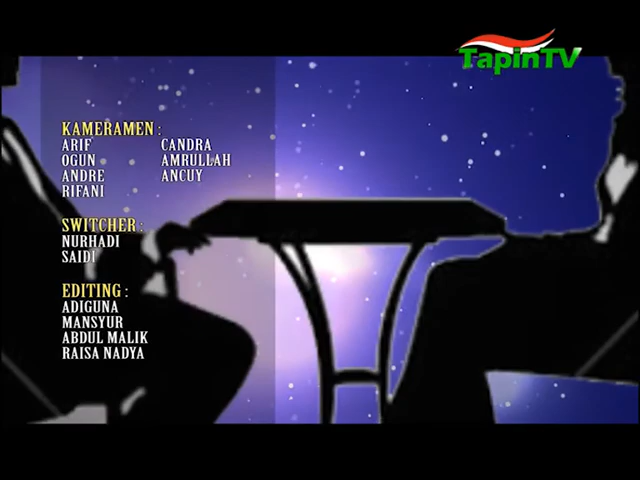 TapinTV
KAMERAMEN :
ARIF CANDRA
OGUN AMRULLAH
ANDRE ANCUY
RIFANI
SWITCHER :
NURHADI
SAIDI
EDITING :
ADIGUNA
MANSYUR
ABDUL MALIK
RAISA NADYA